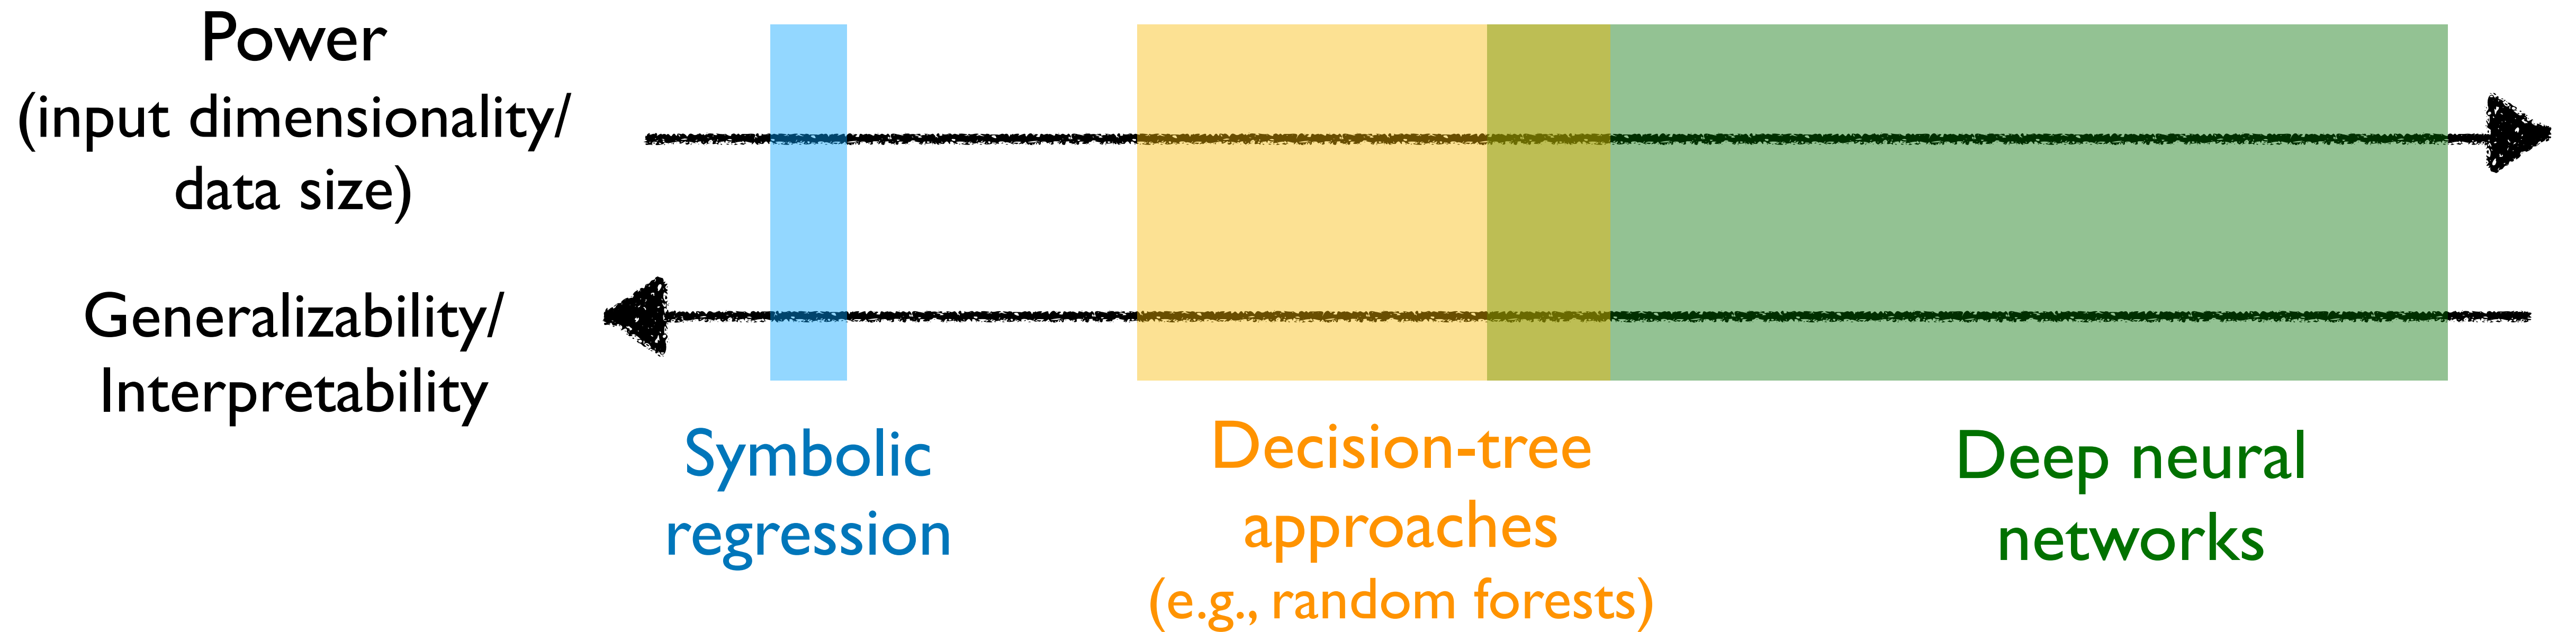 Power
(input dimensionality/
data size)
Generalizability/
Interpretability
Symbolic
regression
Decision-tree
approaches
(e.g., random forests)
Deep neural
networks